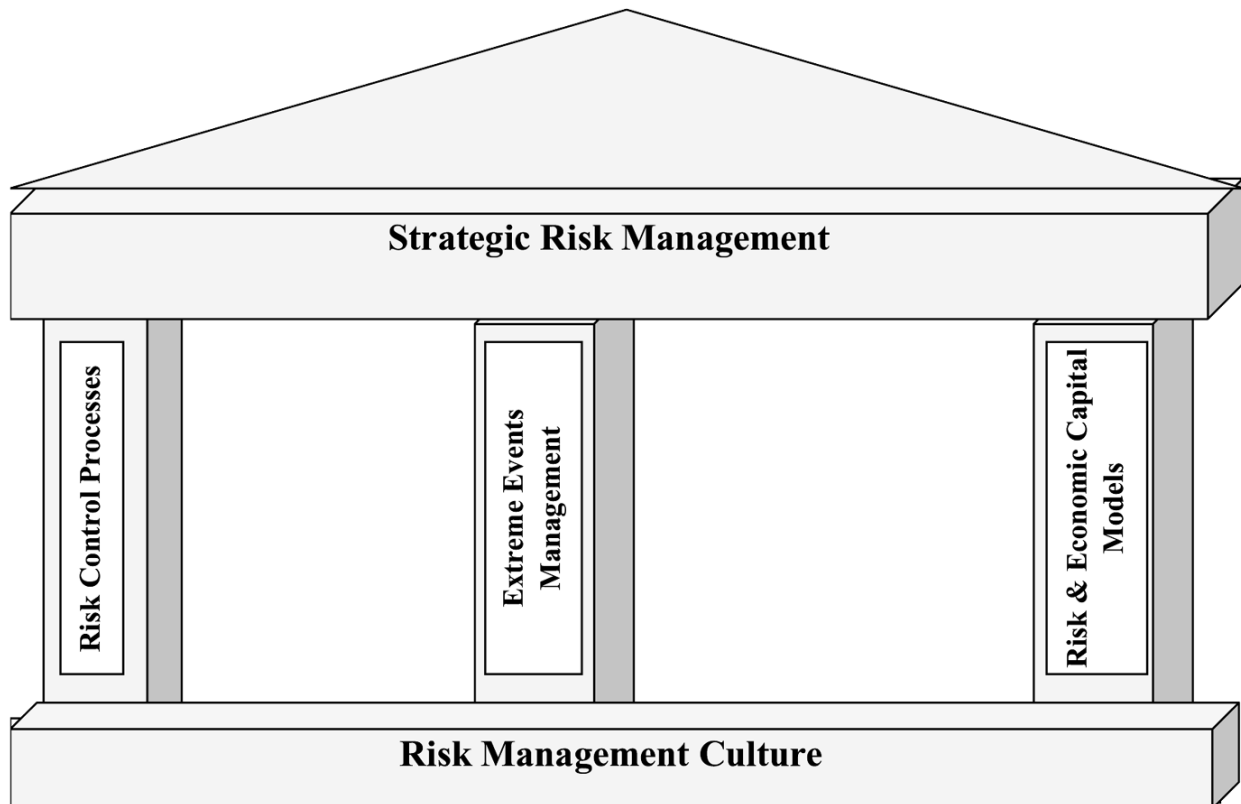 Strategic Risk Management
Risk Control Processes
Extreme Events
Management
Risk & Economic Capital
Models
Risk Management Culture